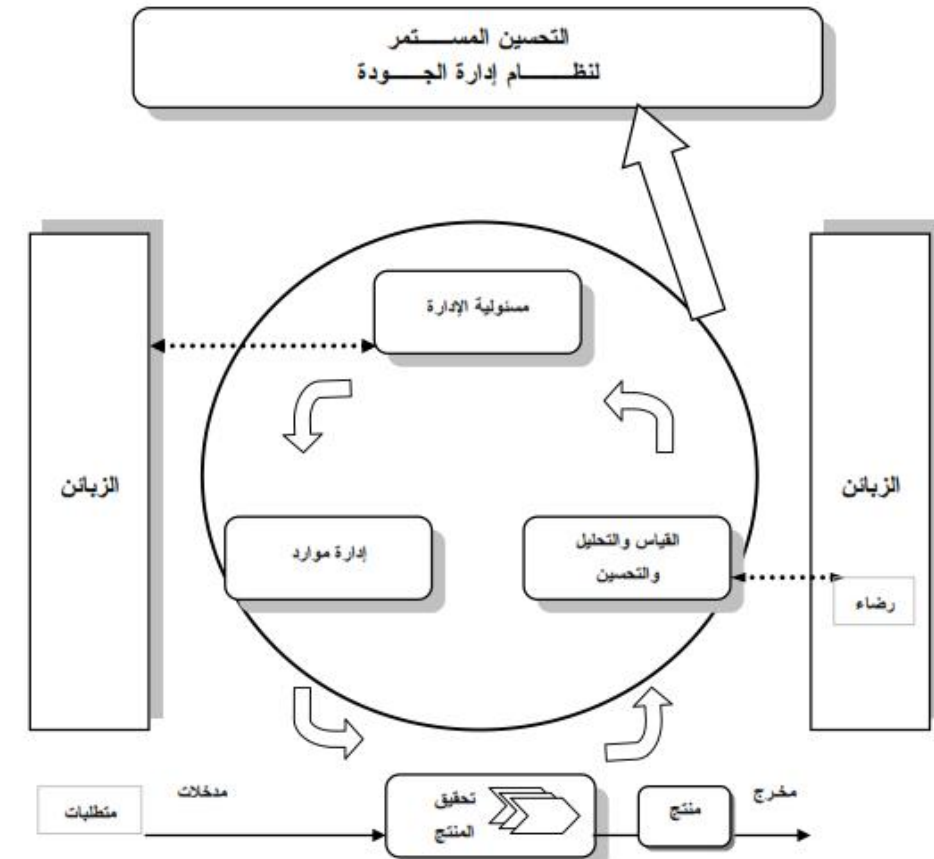 التحسين المستمر
لنظام إدارة الجودة
مسئولية الإدارة
الزبائن
الزبائن
القياس والتحليل
والتحسين
إدارة موارد
رضاء
مدخلات
مخرج
متطلبات
تحقيق
المنتج
منتج